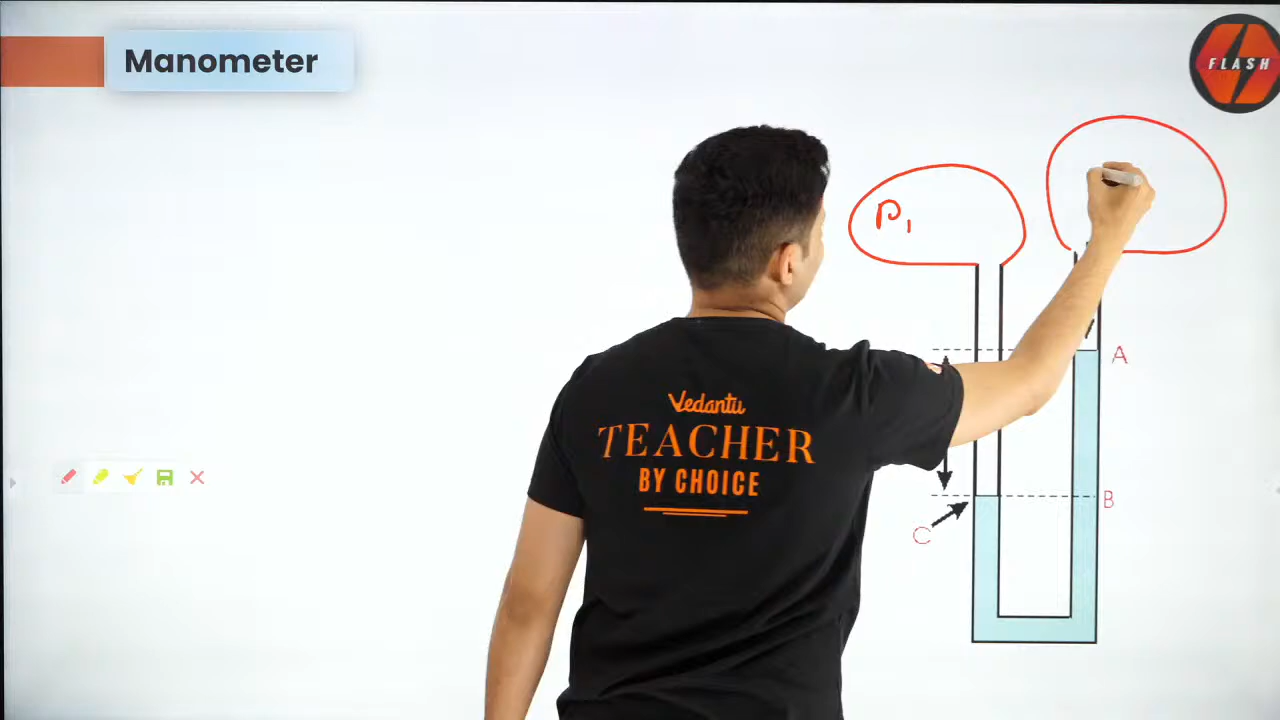 Manometer
FLASH
P1
A
B
C
Vedantu
TEACHER
BY CHOICE